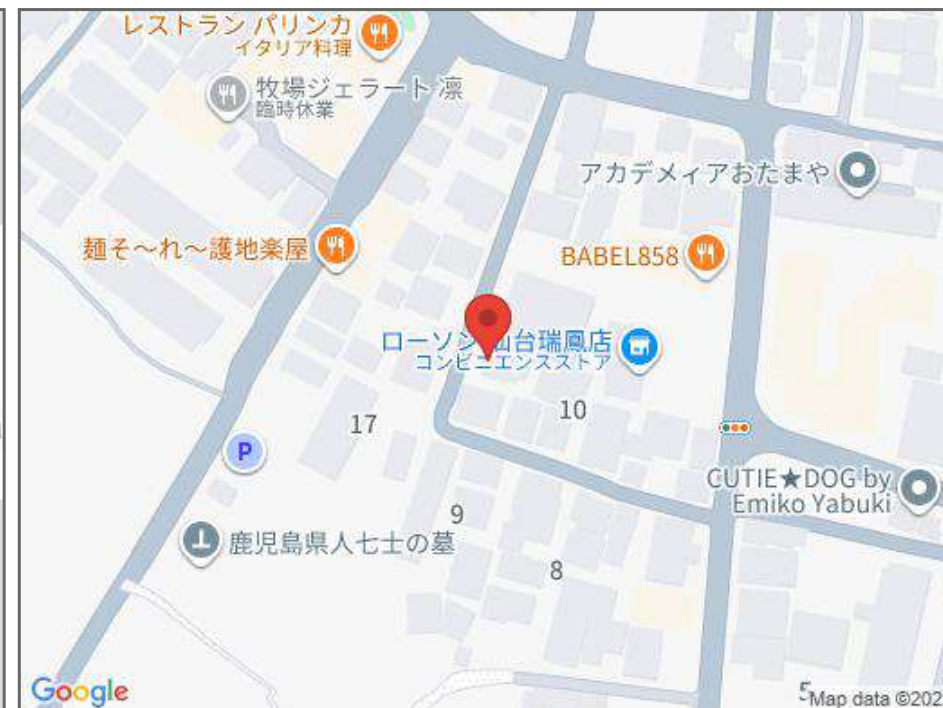 レストラン パリンカ
イタリア料理
牧場ジェラート 凛
臨時休業
アカデメィアおたまや
麺そ～れ～護地楽屋
BABEL858
ローソン 仙台瑞鳳店
コンビニエンスストア
17
10
P
CUTIE★DOG by
Emiko Yabuki
9
鹿児島県人七士の墓
8
5
Google
Map data ©202